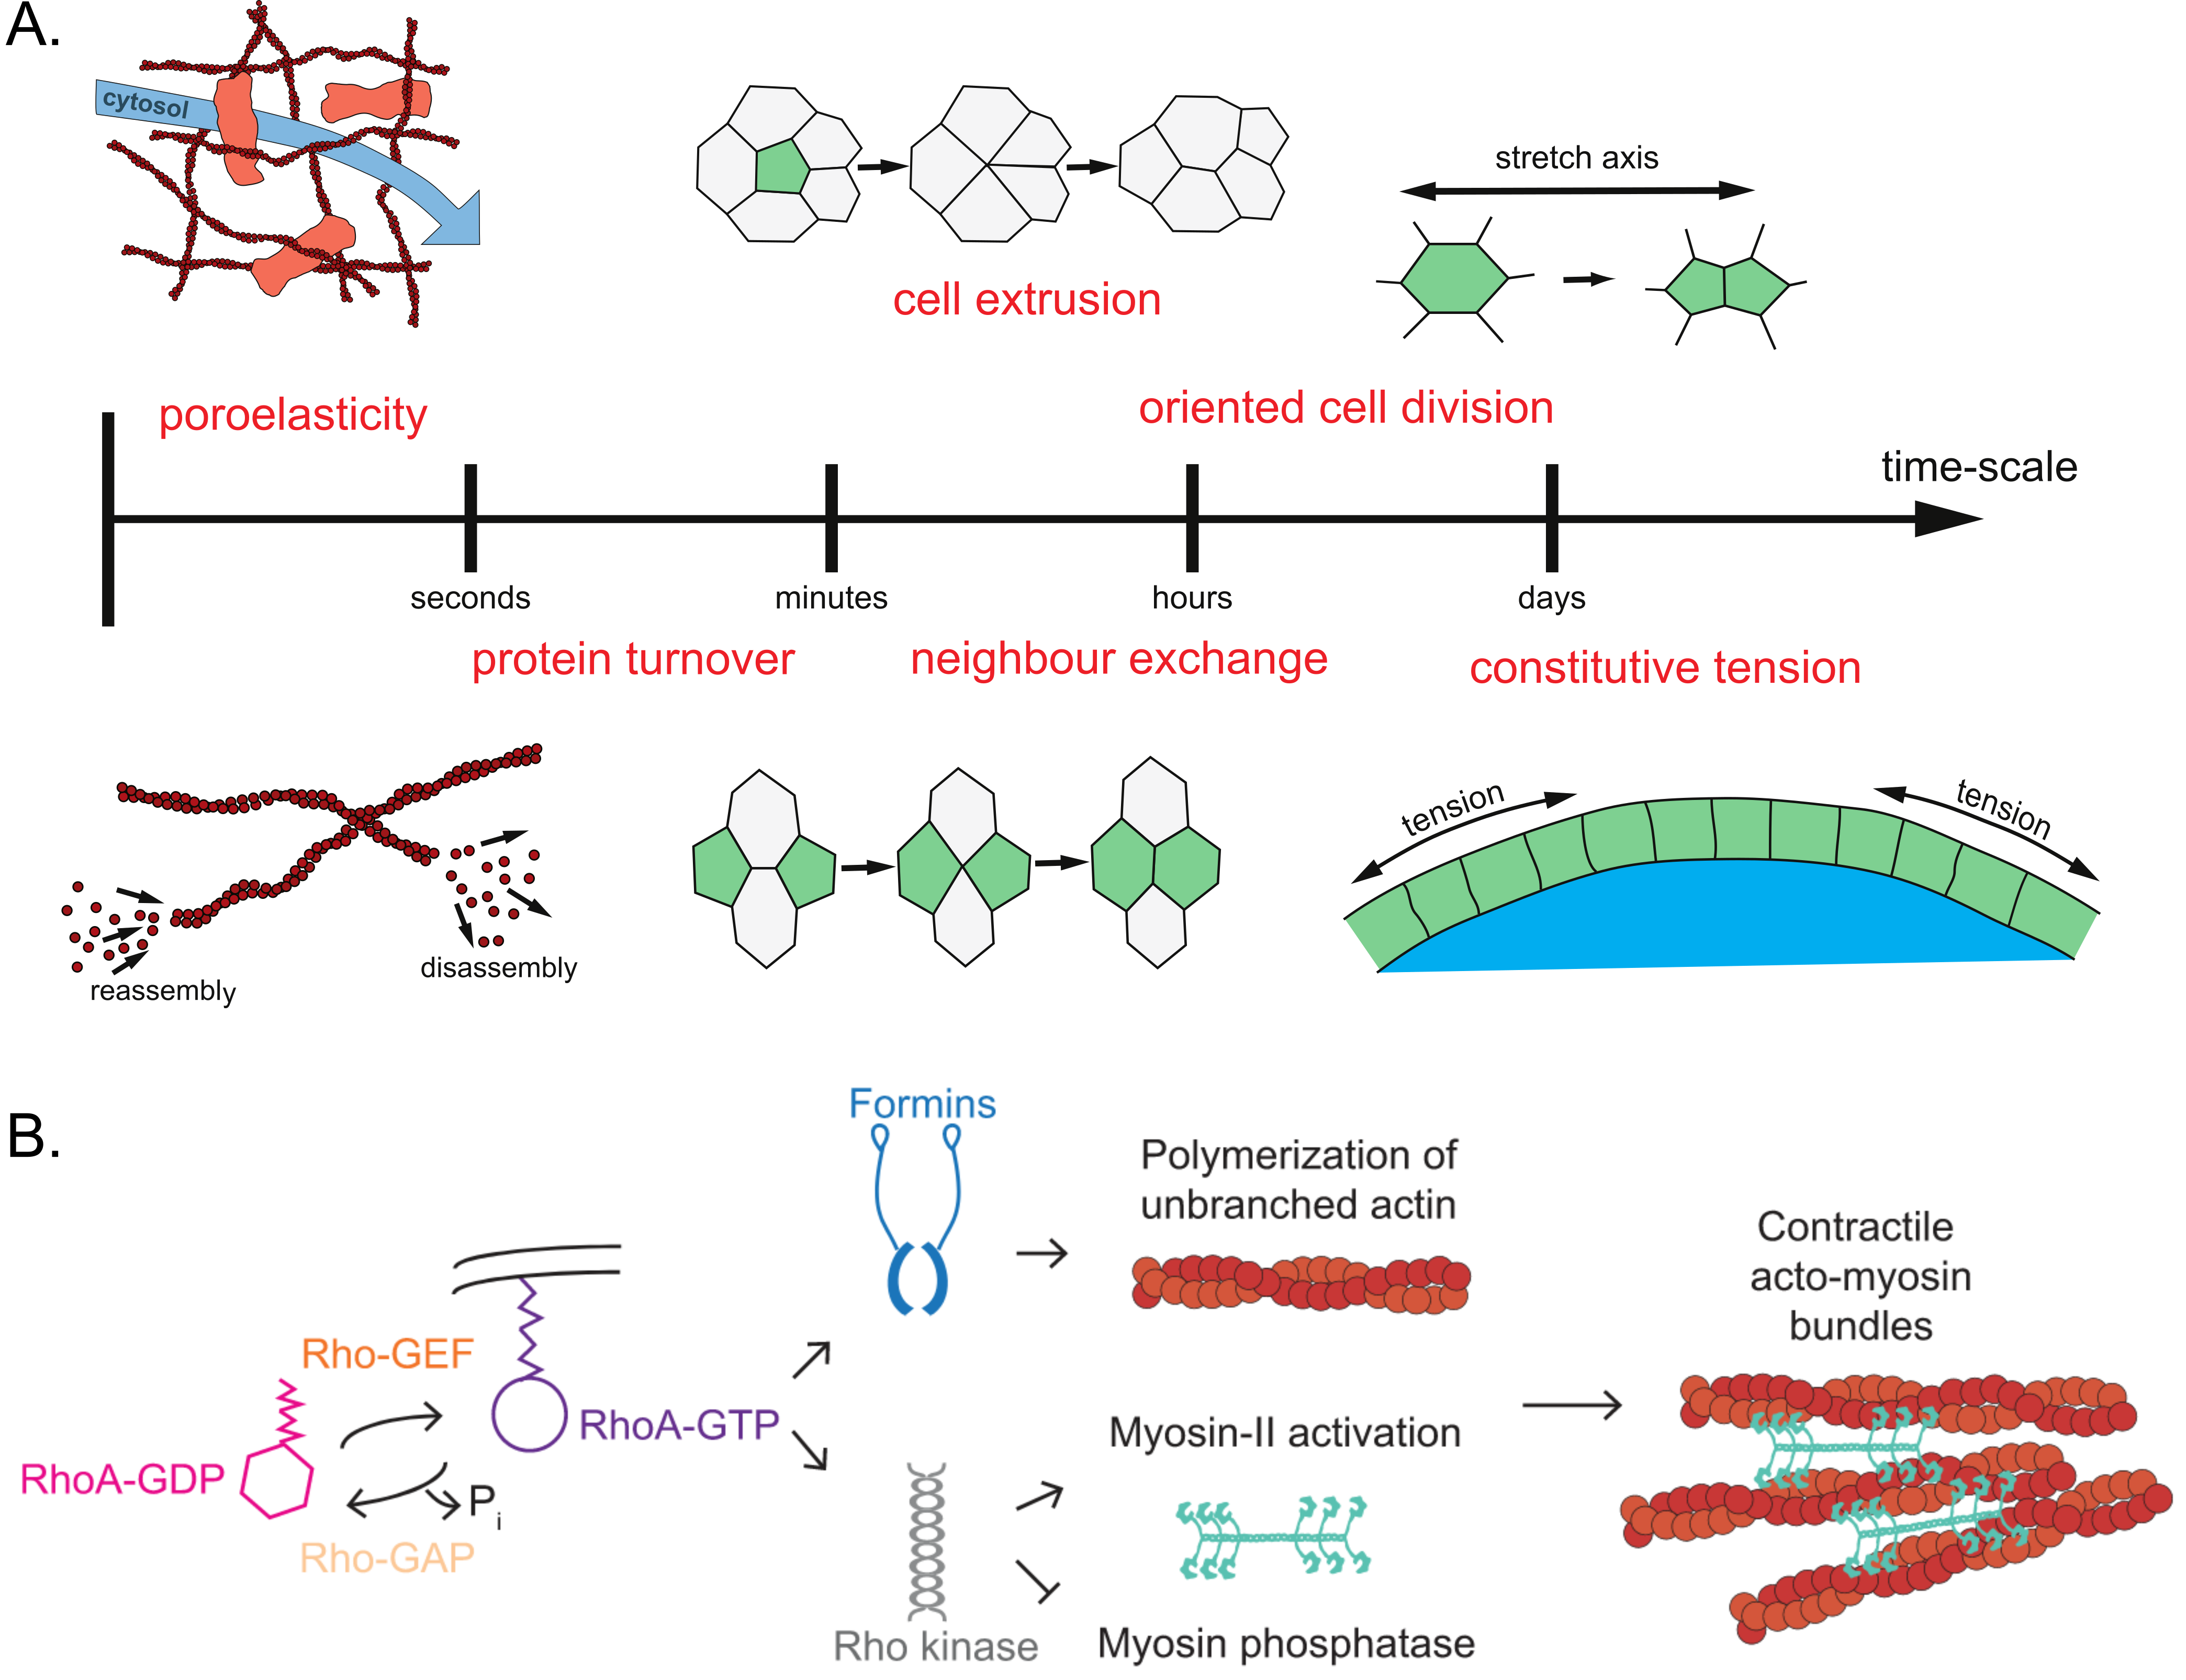 A.
cytosol
stretch axis
cell extrusion
poroelasticity
oriented cell division
time-scale
seconds
minutes
hours
days
protein turnover
neighbour exchange
constitutive tension
tension
tension
reassembly
disassembly
B.
Formins
Polymerization of
unbranched actin
Contractile
acto-myosin
bundles
Rho-GEF
RhoA-GTP
RhoA-GDP
Pi
Rho-GAP
Myosin-II activation
Rho kinase
Myosin phosphatase